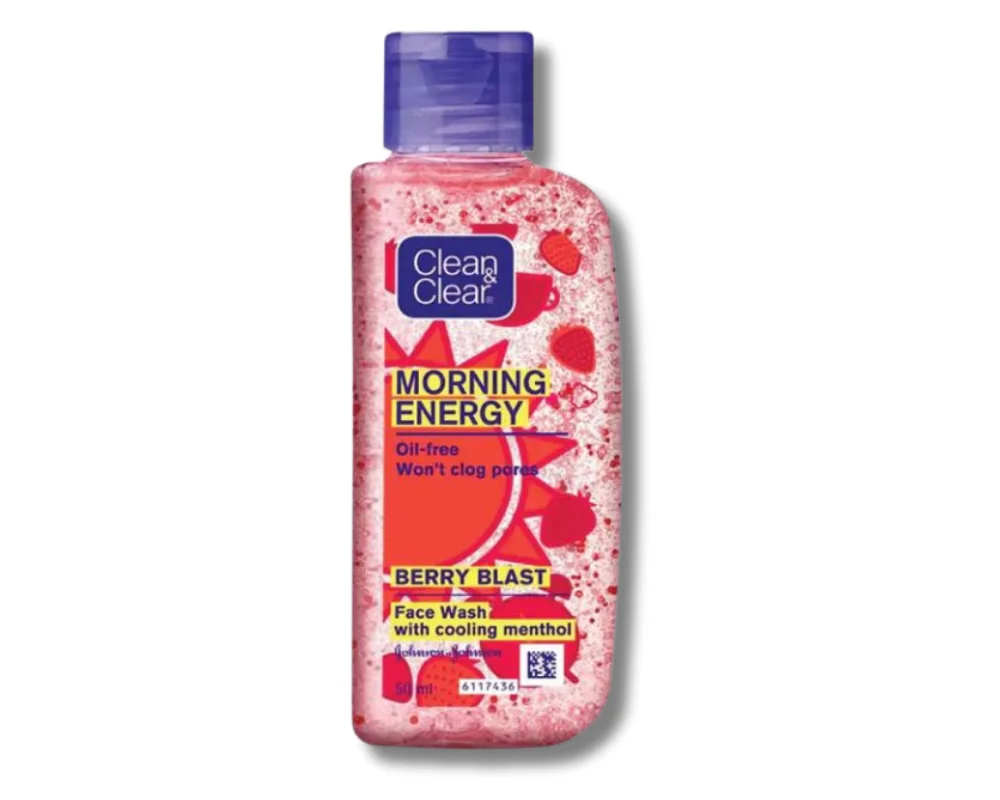 Clean
&
Clear®
MORNING
ENERGY
Oil-free
Won't clog pores
BERRY BLAST
Face Wash
with cooling menthol
Johnson & Johnson
50 ml
6117436